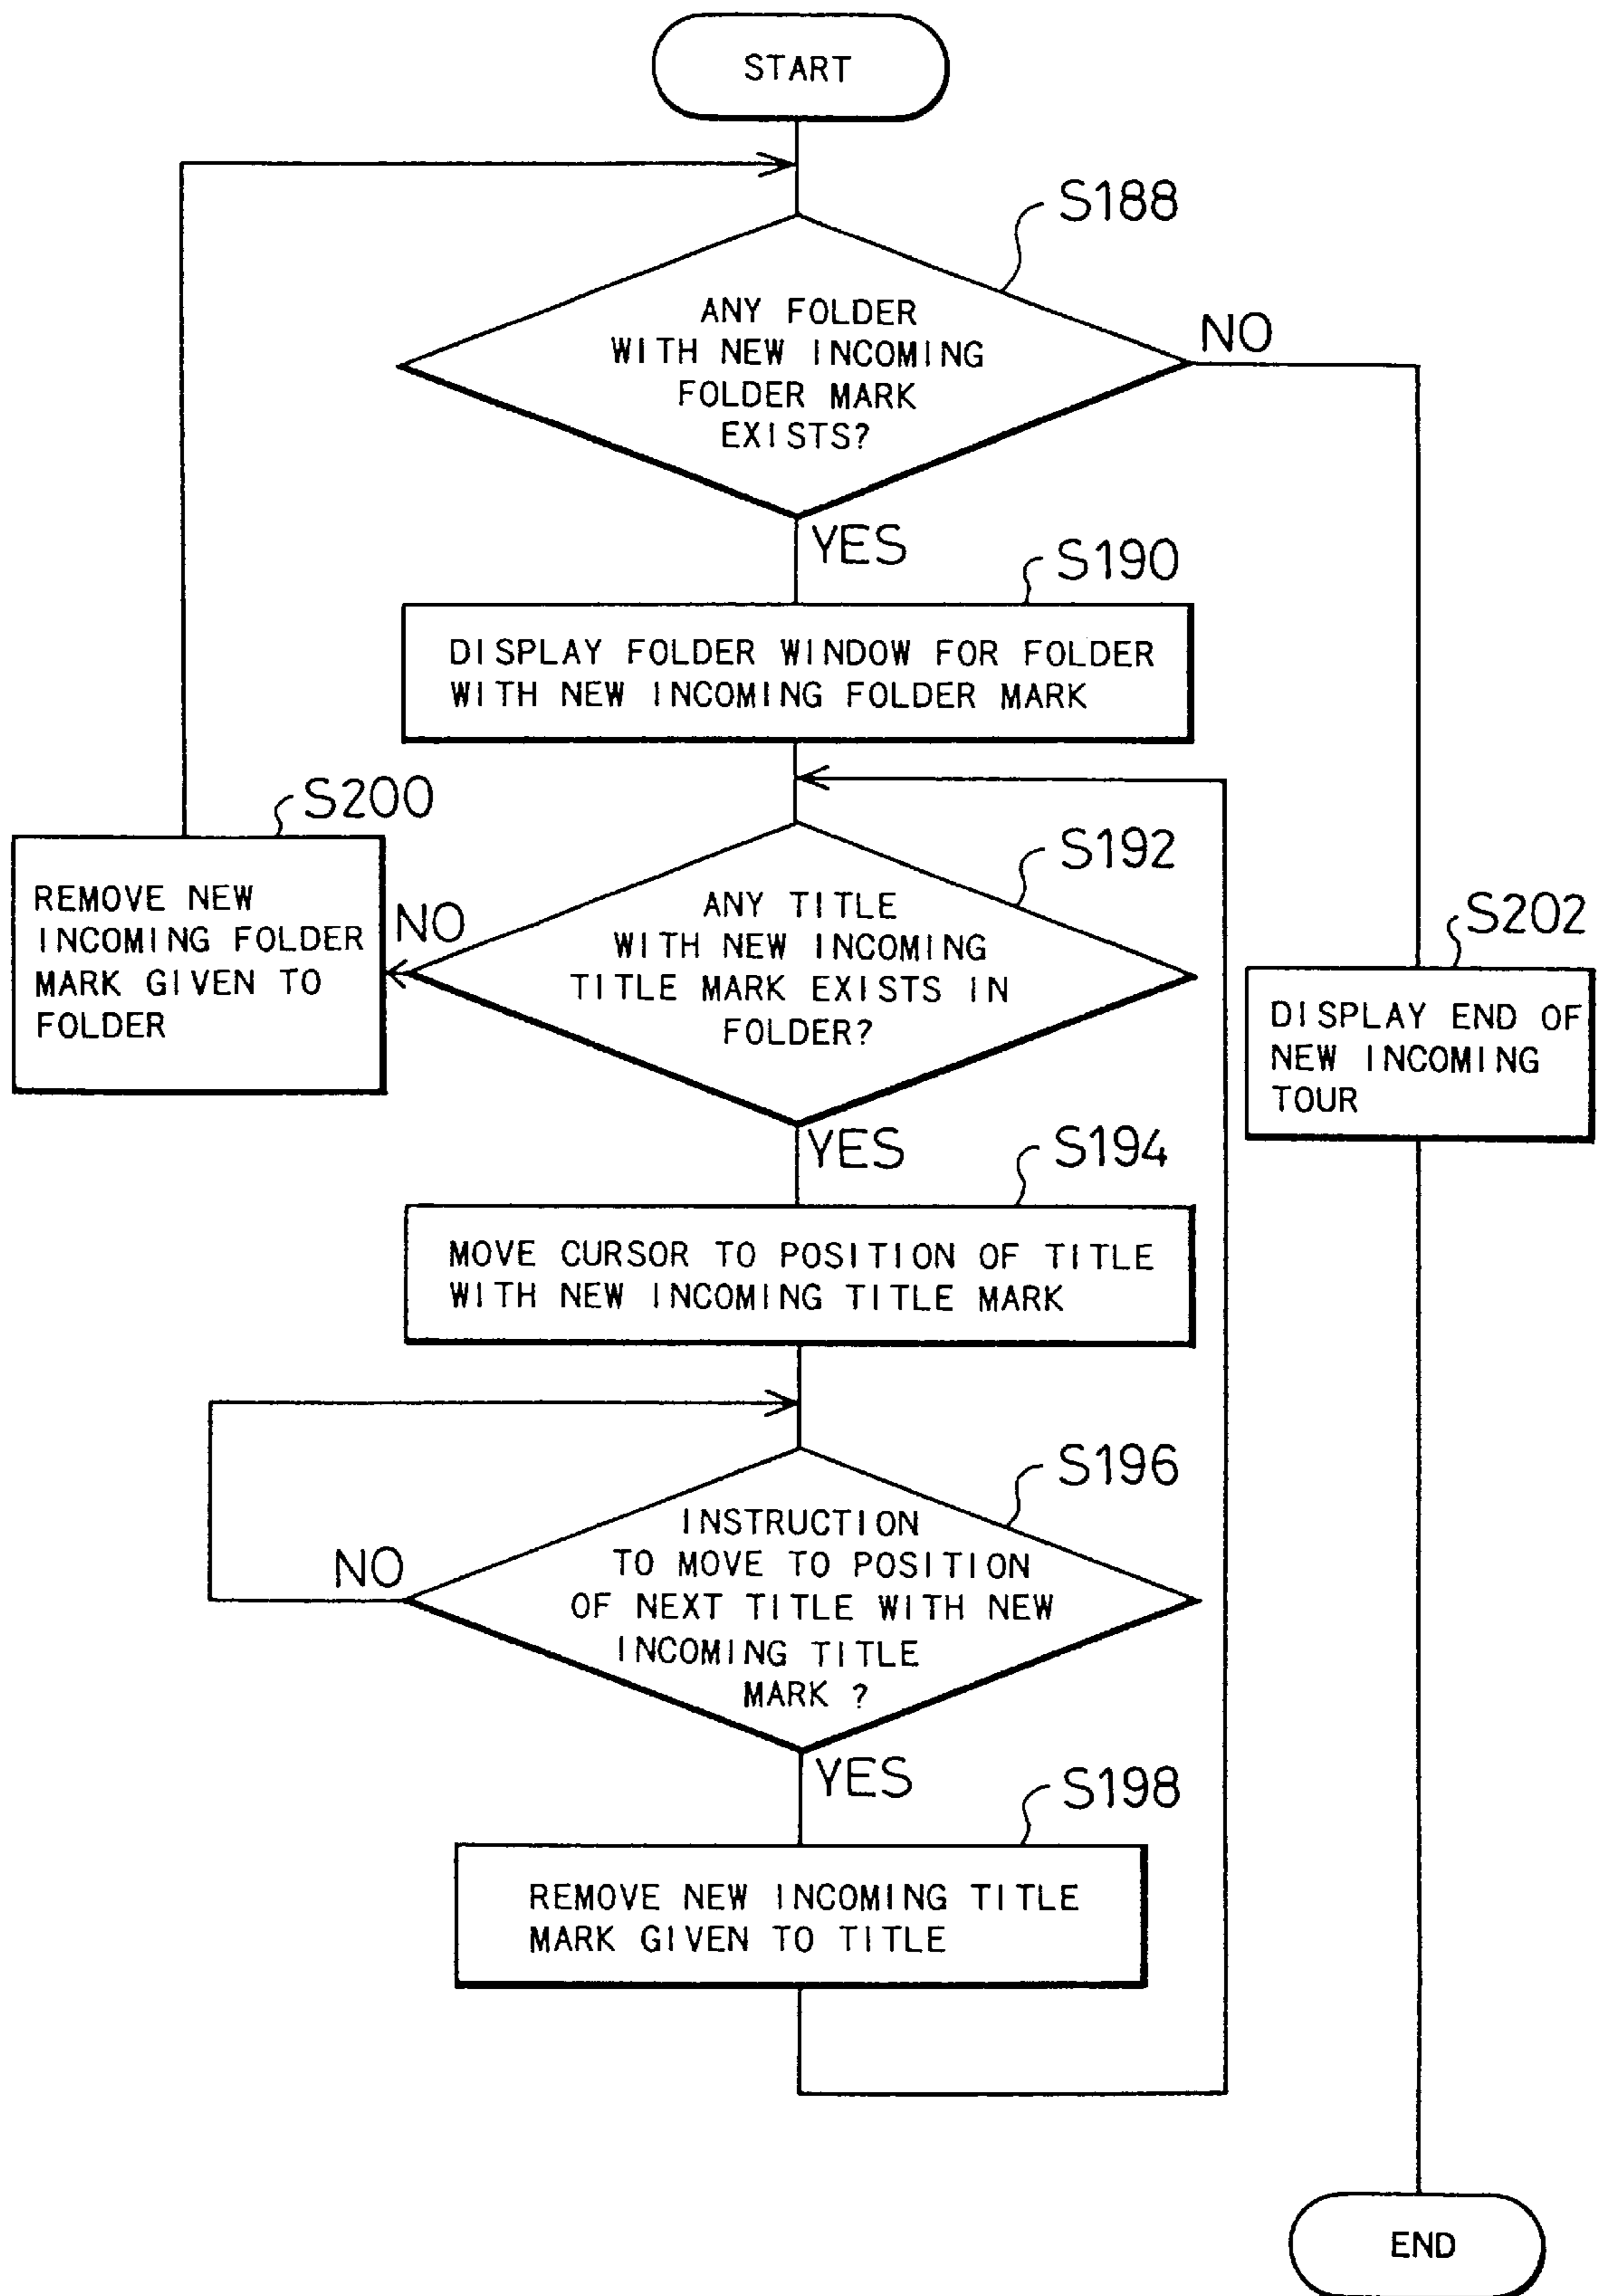 START
S188
ANY FOLDER
WITH NEW INCOMING
FOLDER MARK
EXISTS?
NO
YES
S190
DISPLAY FOLDER WINDOW FOR FOLDER
WITH NEW INCOMING FOLDER MARK
S200
REMOVE NEW
INCOMING FOLDER
MARK GIVEN TO
FOLDER
NO
S192
ANY TITLE
WITH NEW INCOMING
TITLE MARK EXISTS IN
FOLDER?
S202
DISPLAY END OF
NEW INCOMING
TOUR
YES
S194
MOVE CURSOR TO POSITION OF TITLE
WITH NEW INCOMING TITLE MARK
S196
INSTRUCTION
TO MOVE TO POSITION
OF NEXT TITLE WITH NEW
INCOMING TITLE
MARK ?
NO
YES
S198
REMOVE NEW INCOMING TITLE
MARK GIVEN TO TITLE
END